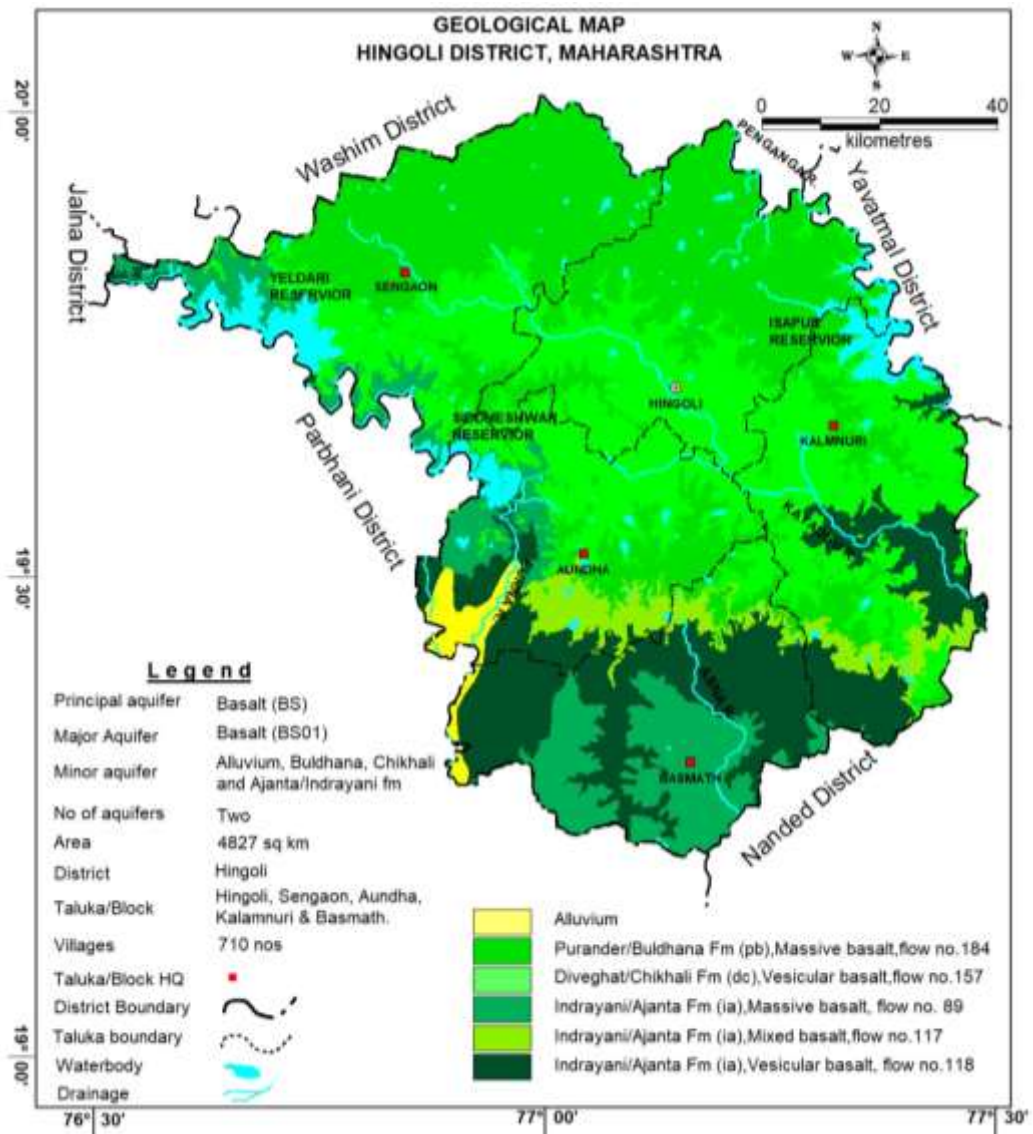 GEOLOGICAL MAP
HINGOLI DISTRICT, MAHARASHTRA
N
W E
S
0 20 40
kilometres
20° 00'
19° 30'
19° 00'
76° 30'
77° 00'
77° 30'
Washim District
PENGANGAR
Yavatmal District
Jalna District
YELDARI
RESERVIOR
SENGAON
ISAPUR
RESERVIOR
HINGOLI
SIDDHESHWAR
RESERVIOR
KALMNURI
Parbhani District
AUNDHA
BASMATH
Nanded District
Legend
Principal aquifer Basalt (BS)
Major Aquifer Basalt (BS01)
Minor aquifer Alluvium, Buldhana, Chikhali
and Ajanta/Indrayani fm
No of aquifers Two
Area 4827 sq km
District Hingoli
Taluka/Block Hingoli, Sengaon, Aundha,
Kalamnuri & Basmath.
Villages 710 nos
Taluka/Block HQ
District Boundary
Taluka boundary
Waterbody
Drainage
Alluvium
Purander/Buldhana Fm (pb),Massive basalt,flow no.184
Diveghat/Chikhali Fm (dc),Vesicular basalt,flow no.157
Indrayani/Ajanta Fm (ia),Massive basalt, flow no. 89
Indrayani/Ajanta Fm (ia),Mixed basalt,flow no.117
Indrayani/Ajanta Fm (ia),Vesicular basalt, flow no.118